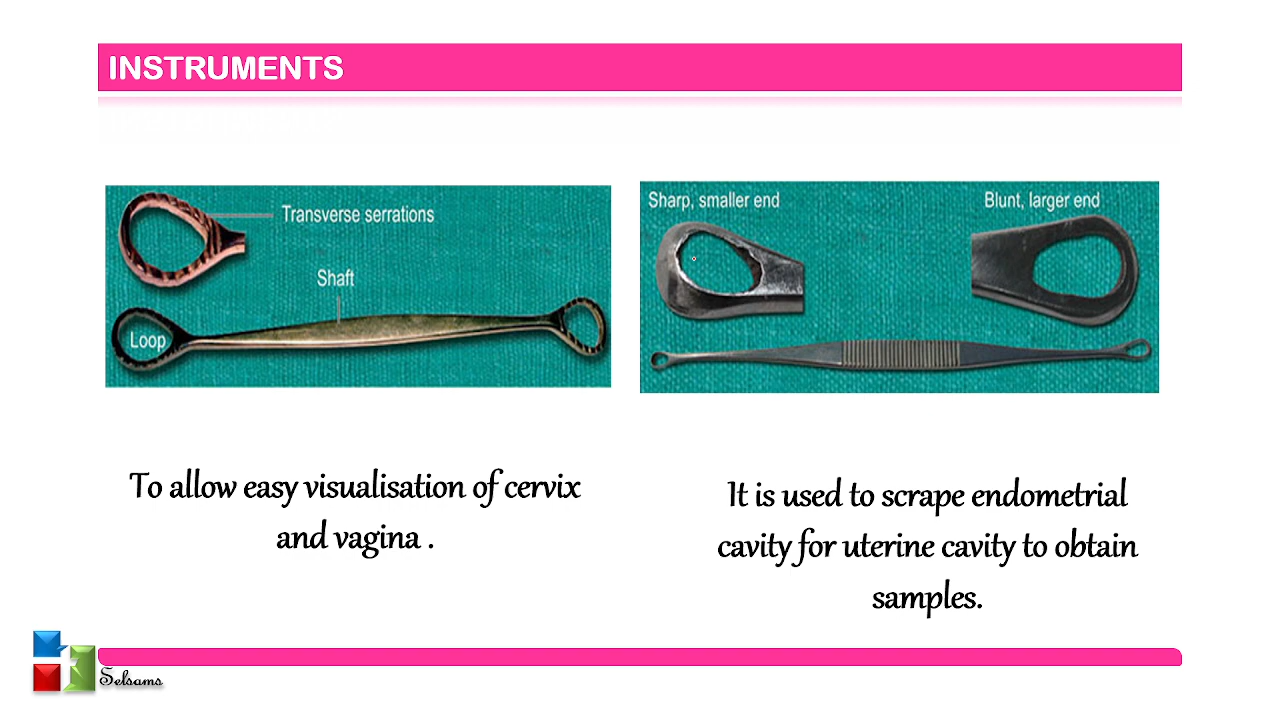 INSTRUMENTS
Transverse serrations
Shaft
Loop
Sharp, smaller end
Blunt, larger end
To allow easy visualisation of cervix
and vagina .
It is used to scrape endometrial
cavity for uterine cavity to obtain
samples.
Selsams